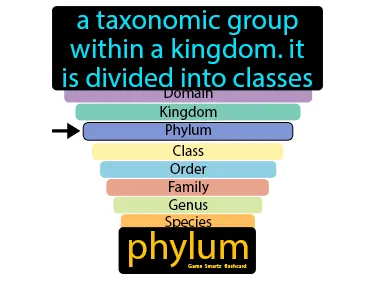 a taxonomic group
within a kingdom. it
is divided into classes
Domain
Kingdom
Phylum
Class
Order
Family
Genus
Species
phylum
Game Smartz flashcard